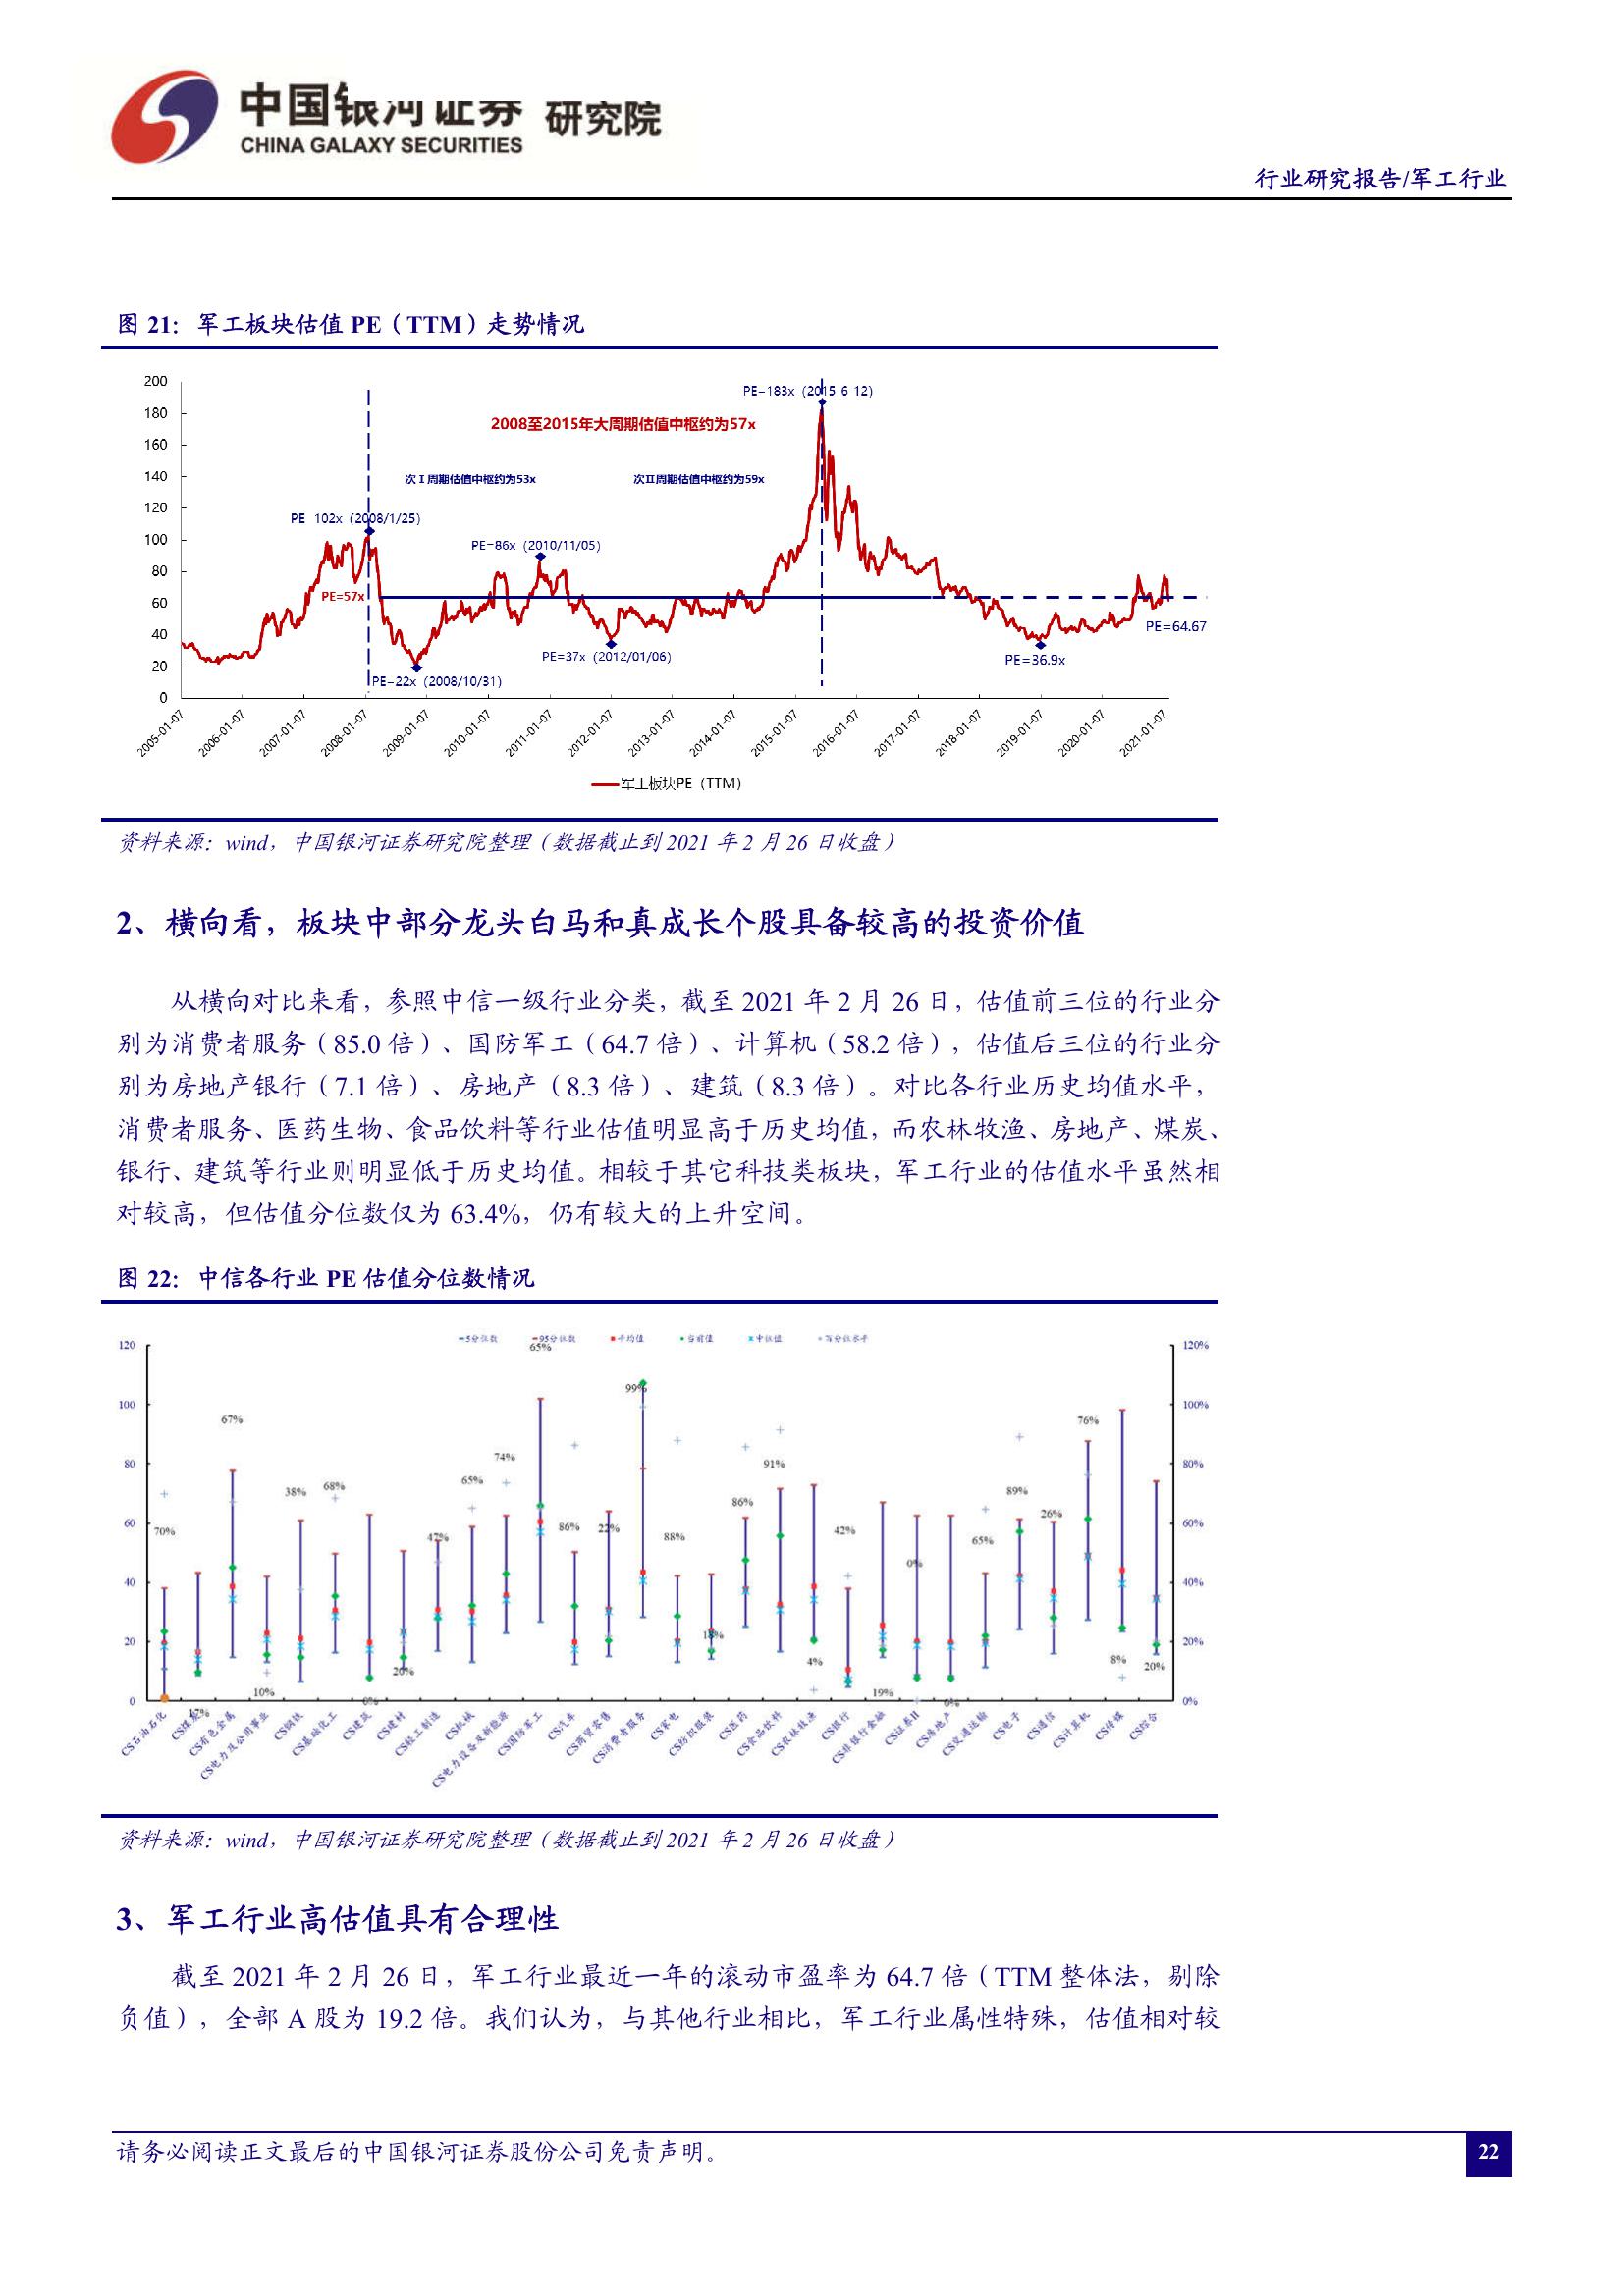 中国银河证券 研究院
CHINA GALAXY SECURITIES
行业研究报告/军工行业
图 21：军工板块估值 PE（TTM）走势情况
200
180
160
140
120
100
80
60
40
20
0
PE-183x（2015 6 12）
2008至2015年大周期估值中枢约为57x
次Ⅰ周期估值中枢约为53x
次Ⅱ周期估值中枢约为59x
PE 102x（2008/1/25）
PE-86x（2010/11/05）
PE=57x
PE=64.67
PE=37x（2012/01/06）
PE=36.9x
PE-22x（2008/10/31）
2005-01-07
2006-01-07
2007-01-07
2008-01-07
2009-01-07
2010-01-07
2011-01-07
2012-01-07
2013-01-07
2014-01-07
2015-01-07
2016-01-07
2017-01-07
2018-01-07
2019-01-07
2020-01-07
2021-01-07
军工板块PE（TTM）
资料来源：wind，中国银河证券研究院整理（数据截止到 2021 年 2 月 26 日收盘）
2、横向看，板块中部分龙头白马和真成长个股具备较高的投资价值
从横向对比来看，参照中信一级行业分类，截至 2021 年 2 月 26 日，估值前三位的行业分
别为消费者服务（85.0 倍）、国防军工（64.7 倍）、计算机（58.2 倍），估值后三位的行业分
别为房地产银行（7.1 倍）、房地产（8.3 倍）、建筑（8.3 倍）。对比各行业历史均值水平，
消费者服务、医药生物、食品饮料等行业估值明显高于历史均值，而农林牧渔、房地产、煤炭、
银行、建筑等行业则明显低于历史均值。相较于其它科技类板块，军工行业的估值水平虽然相
对较高，但估值分位数仅为 63.4%，仍有较大的上升空间。
图 22：中信各行业 PE 估值分位数情况
5分位数 95分位数 平均值 当前值 中位值 百分位水平
120
100
80
60
40
20
0
120%
100%
80%
60%
40%
20%
0%
70%
17%
67%
10%
38%
68%
0%
20%
47%
65%
74%
65%
86%
22%
99%
88%
18%
86%
91%
4%
42%
19%
0%
0%
65%
89%
26%
76%
8%
20%
CS石油石化
CS煤炭
CS有色金属
CS电力及公用事业
CS钢铁
CS基础化工
CS建筑
CS建材
CS轻工制造
CS机械
CS电力设备及新能源
CS国防军工
CS汽车
CS商贸零售
CS消费者服务
CS家电
CS纺织服装
CS医药
CS食品饮料
CS农林牧渔
CS银行
CS非银行金融
CS证券II
CS房地产
CS交通运输
CS电子
CS通信
CS计算机
CS传媒
CS综合
资料来源：wind，中国银河证券研究院整理（数据截止到 2021 年 2 月 26 日收盘）
3、军工行业高估值具有合理性
截至 2021 年 2 月 26 日，军工行业最近一年的滚动市盈率为 64.7 倍（TTM 整体法，剔除
负值），全部 A 股为 19.2 倍。我们认为，与其他行业相比，军工行业属性特殊，估值相对较
请务必阅读正文最后的中国银河证券股份公司免责声明。
22